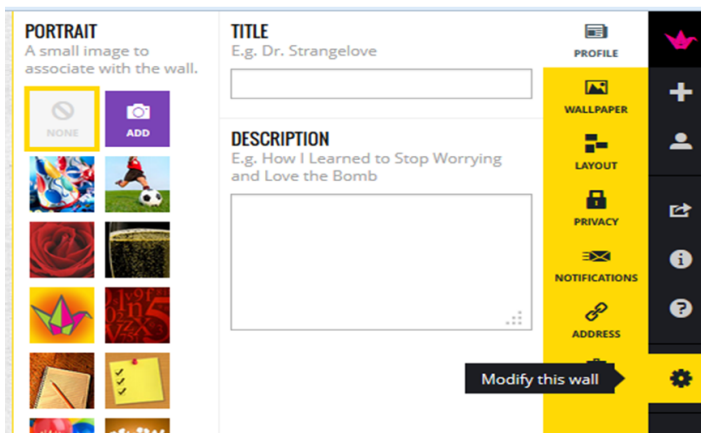 PORTRAIT
A small image to
associate with the wall.
NONE
ADD
TITLE
E.g. Dr. Strangelove
DESCRIPTION
E.g. How I Learned to Stop Worrying
and Love the Bomb
PROFILE
WALLPAPER
LAYOUT
PRIVACY
NOTIFICATIONS
ADDRESS
Modify this wall